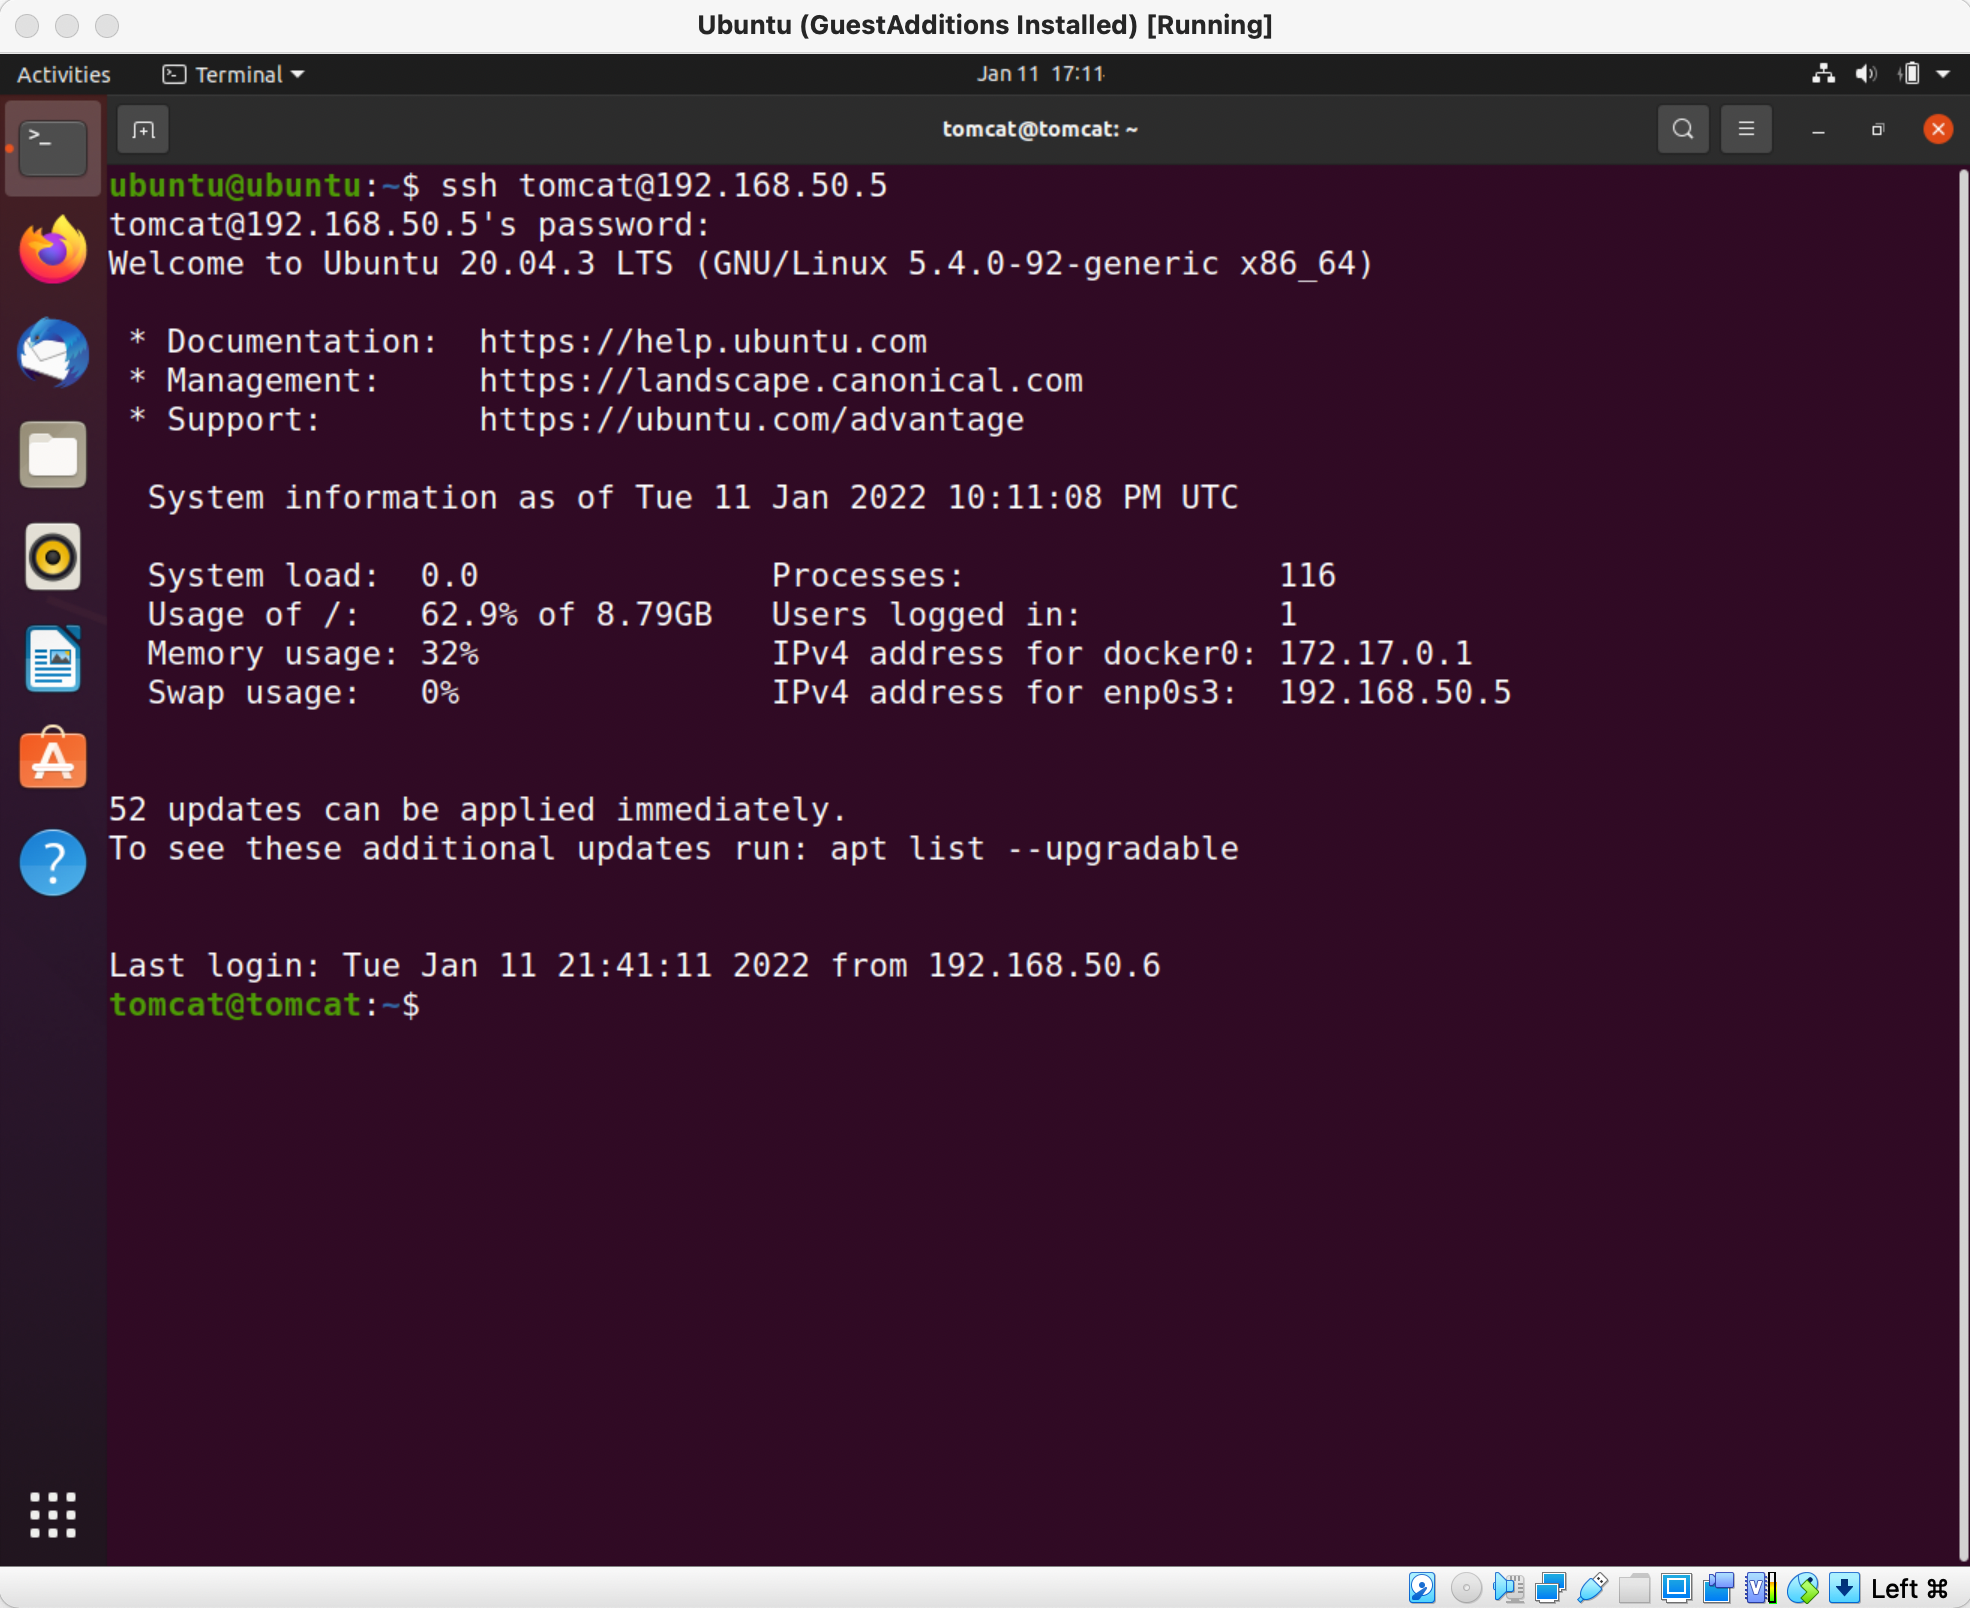 Ubuntu (GuestAdditions Installed) [Running]
Activities Terminal Jan 11 17:11
tomcat@tomcat: ~
ubuntu@ubuntu:~$ ssh tomcat@192.168.50.5
tomcat@192.168.50.5's password:
Welcome to Ubuntu 20.04.3 LTS (GNU/Linux 5.4.0-92-generic x86_64)
* Documentation: https://help.ubuntu.com
* Management: https://landscape.canonical.com
* Support: https://ubuntu.com/advantage
System information as of Tue 11 Jan 2022 10:11:08 PM UTC
System load: 0.0 Processes: 116
Usage of /: 62.9% of 8.79GB Users logged in: 1
Memory usage: 32% IPv4 address for docker0: 172.17.0.1
Swap usage: 0% IPv4 address for enp0s3: 192.168.50.5
52 updates can be applied immediately.
To see these additional updates run: apt list --upgradable
Last login: Tue Jan 11 21:41:11 2022 from 192.168.50.6
tomcat@tomcat:~$
Left ⌘